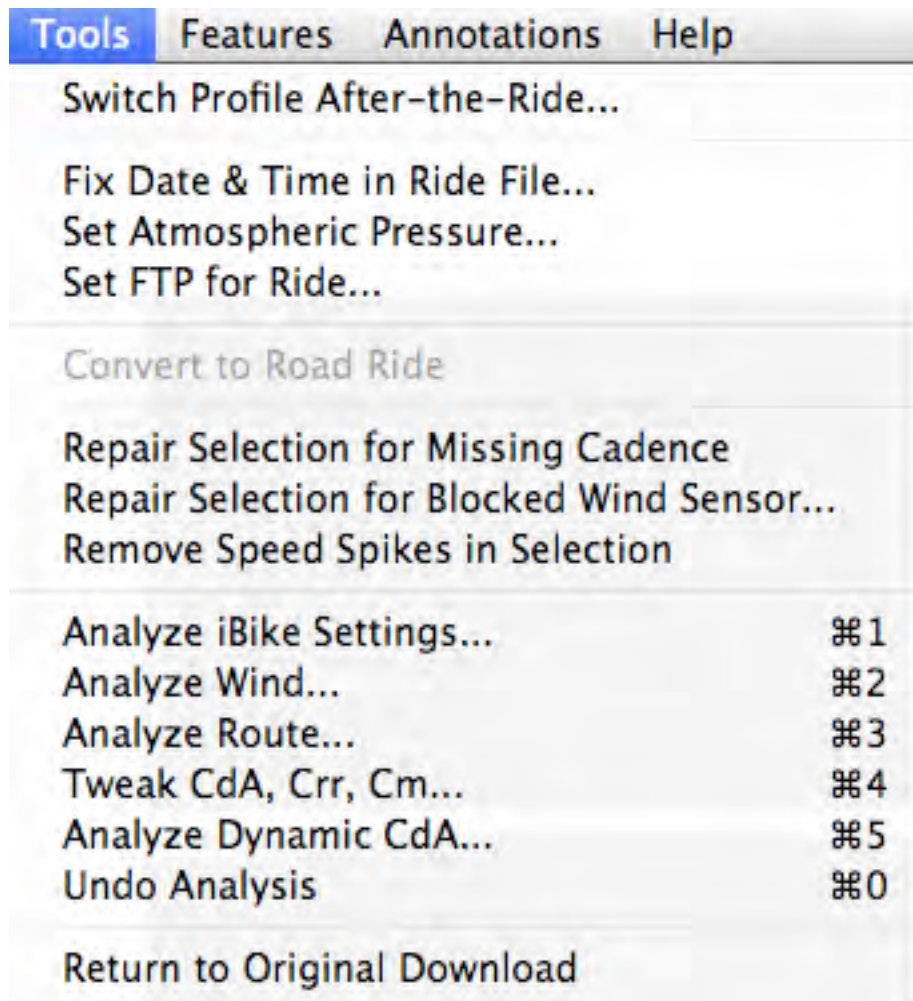 Tools Features Annotations Help
Switch Profile After-the-Ride...
Fix Date & Time in Ride File...
Set Atmospheric Pressure...
Set FTP for Ride...
Convert to Road Ride
Repair Selection for Missing Cadence
Repair Selection for Blocked Wind Sensor...
Remove Speed Spikes in Selection
Analyze iBike Settings... ⌘1
Analyze Wind... ⌘2
Analyze Route... ⌘3
Tweak CdA, Crr, Cm... ⌘4
Analyze Dynamic CdA... ⌘5
Undo Analysis ⌘0
Return to Original Download